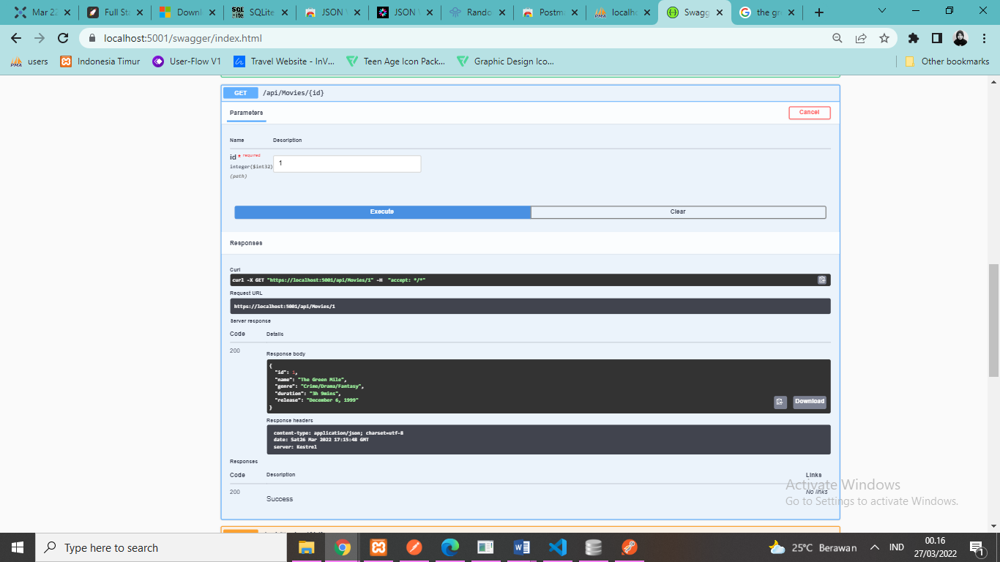 Mar 22
Full Sta
Downl
SQLite
JSON V
JSON V
Rando
Postma
localho
Swagg
the gre
localhost:5001/swagger/index.html
users
Indonesia Timur
User-Flow V1
Travel Website - InV...
Teen Age Icon Pack...
Graphic Design Ico...
Other bookmarks
GET /api/Movies/{id}
Parameters
Cancel
Name Description
id * required
integer($int32)
(path)
1
Execute
Clear
Responses
Curl
curl -X GET "https://localhost:5001/api/Movies/1" -H "accept: */*"
Request URL
https://localhost:5001/api/Movies/1
Server response
Code Details
200
Response body
{
"id": 1,
"name": "The Green Mile",
"genre": "Crime/Drama/Fantasy",
"duration": "3h 9mins",
"release": "December 6, 1999"
}
Download
Response headers
content-type: application/json; charset=utf-8
date: Sat26 Mar 2022 17:15:48 GMT
server: Kestrel
Responses
Code Description Links
200
Success
No links
Activate Windows
Go to Settings to activate Windows.
Type here to search
25°C Berawan
IND
00.16
27/03/2022
1